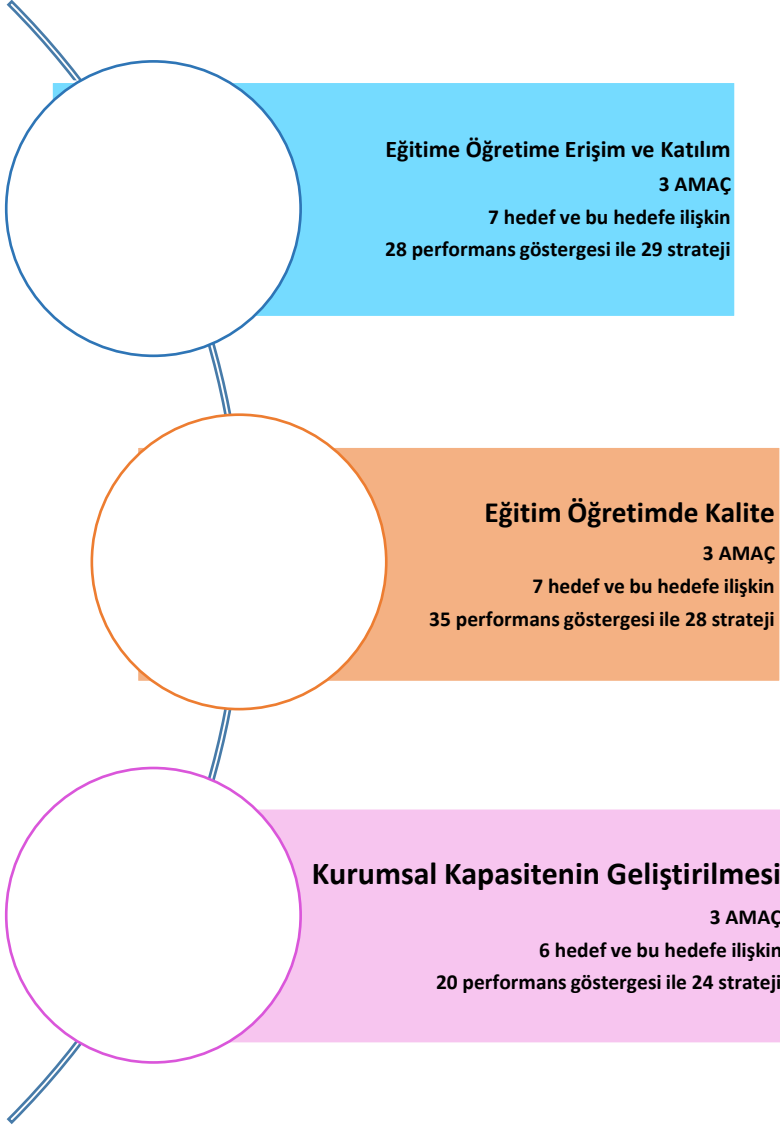 Eğitime Öğretime Erişim ve Katılım
3 AMAÇ
7 hedef ve bu hedefe ilişkin
28 performans göstergesi ile 29 strateji
Eğitim Öğretimde Kalite
3 AMAÇ
7 hedef ve bu hedefe ilişkin
35 performans göstergesi ile 28 strateji
Kurumsal Kapasitenin Geliştirilmesi
3 AMAÇ
6 hedef ve bu hedefe ilişkin
20 performans göstergesi ile 24 strateji